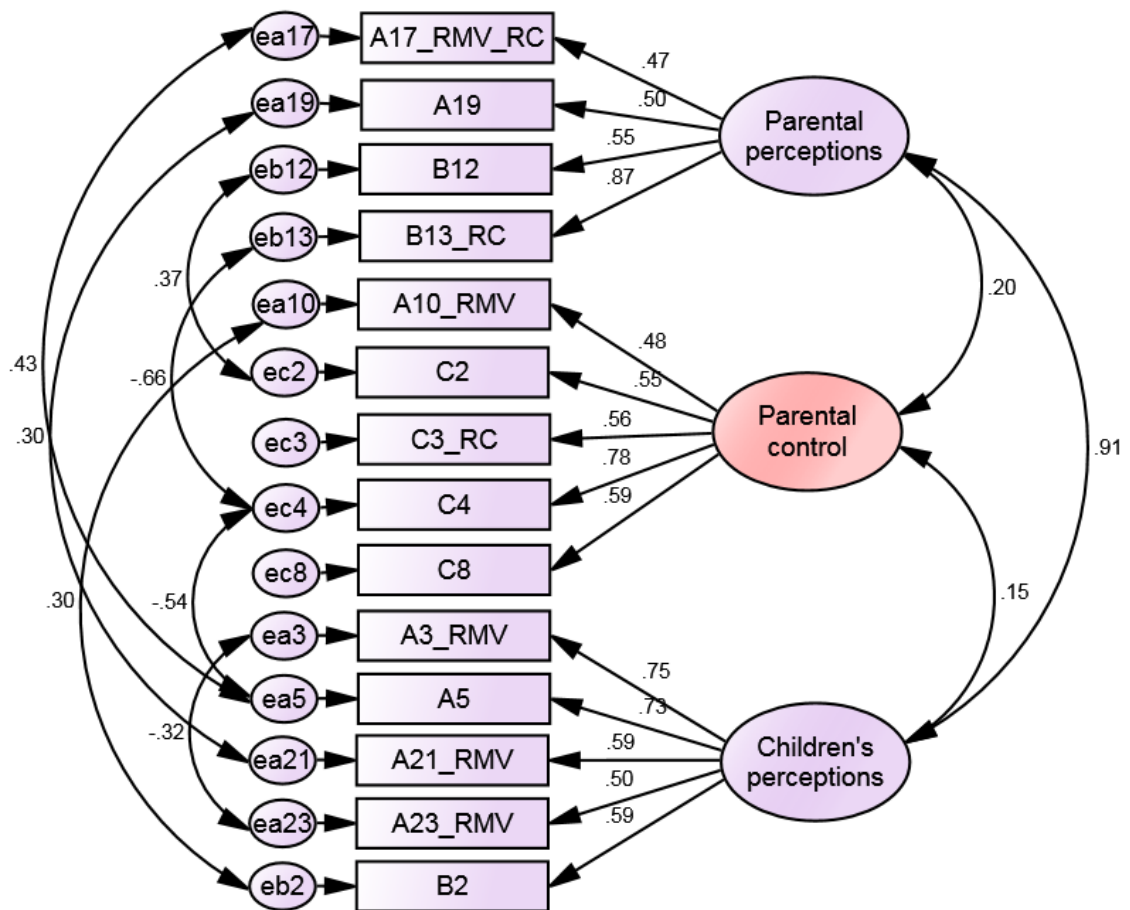 ea17
A17_RMV_RC
.47
ea19
A19
.50
Parental
perceptions
eb12
B12
.55
eb13
B13_RC
.87
.37
ea10
A10_RMV
.48
.20
.43
ec2
C2
.55
-.66
ec3
C3_RC
.56
Parental
control
.30
ec4
C4
.78
.91
ec8
C8
.59
.30
-.54
.15
ea3
A3_RMV
.75
ea5
A5
.73
-.32
ea21
A21_RMV
.59
Children's
perceptions
ea23
A23_RMV
.50
eb2
B2
.59